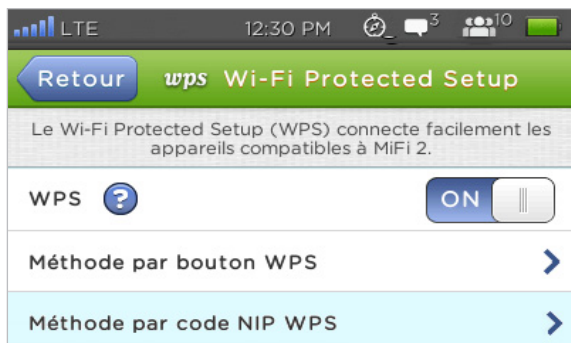 LTE 12:30 PM 3 10
Retour wps Wi-Fi Protected Setup
Le Wi-Fi Protected Setup (WPS) connecte facilement les
appareils compatibles à MiFi 2.
WPS ? ON
Méthode par bouton WPS
Méthode par code NIP WPS